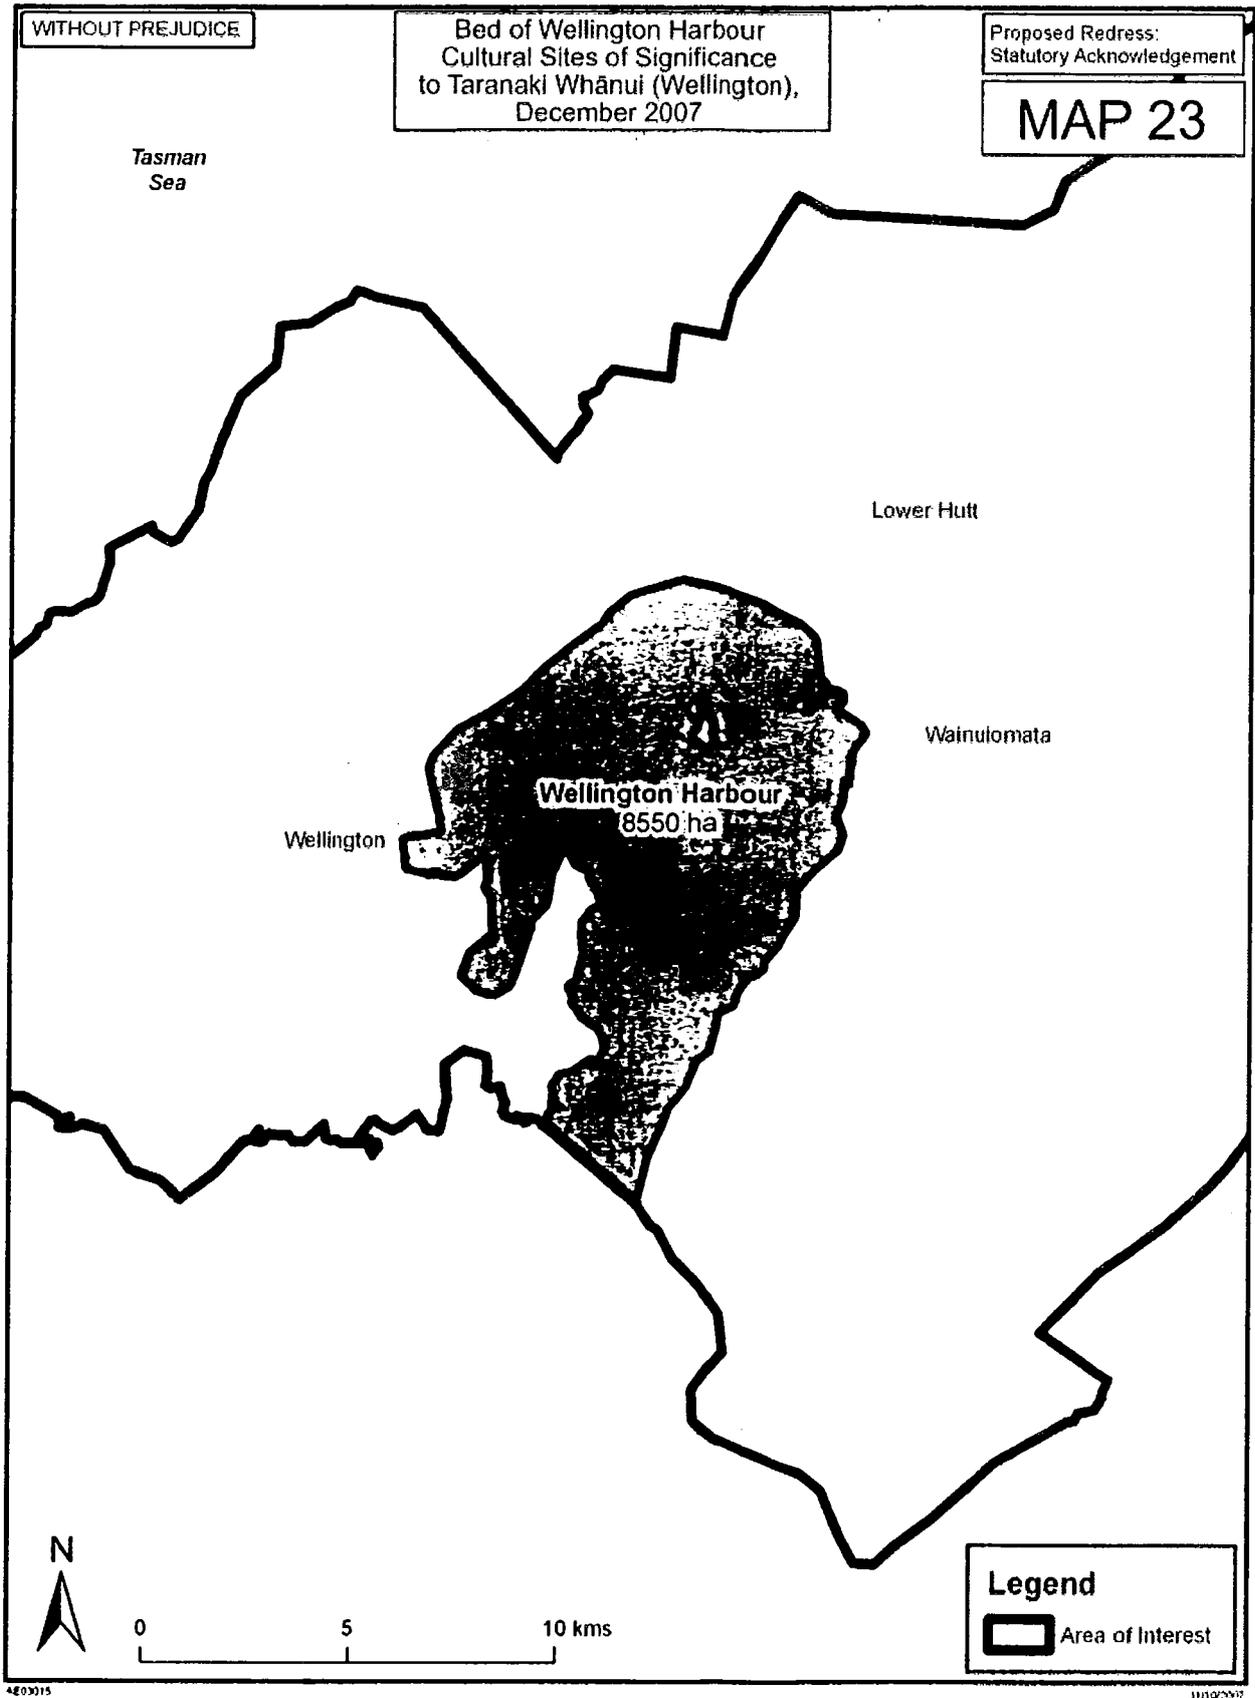 WITHOUT PREJUDICE
Bed of Wellington Harbour
Cultural Sites of Significance
to Taranaki Whānui (Wellington),
December 2007
Proposed Redress:
Statutory Acknowledgement
MAP 23
Tasman
Sea
Lower Hutt
Wainuiomata
Wellington Harbour
8550 ha
Wellington
N
0 5 10 kms
Legend
Area of Interest